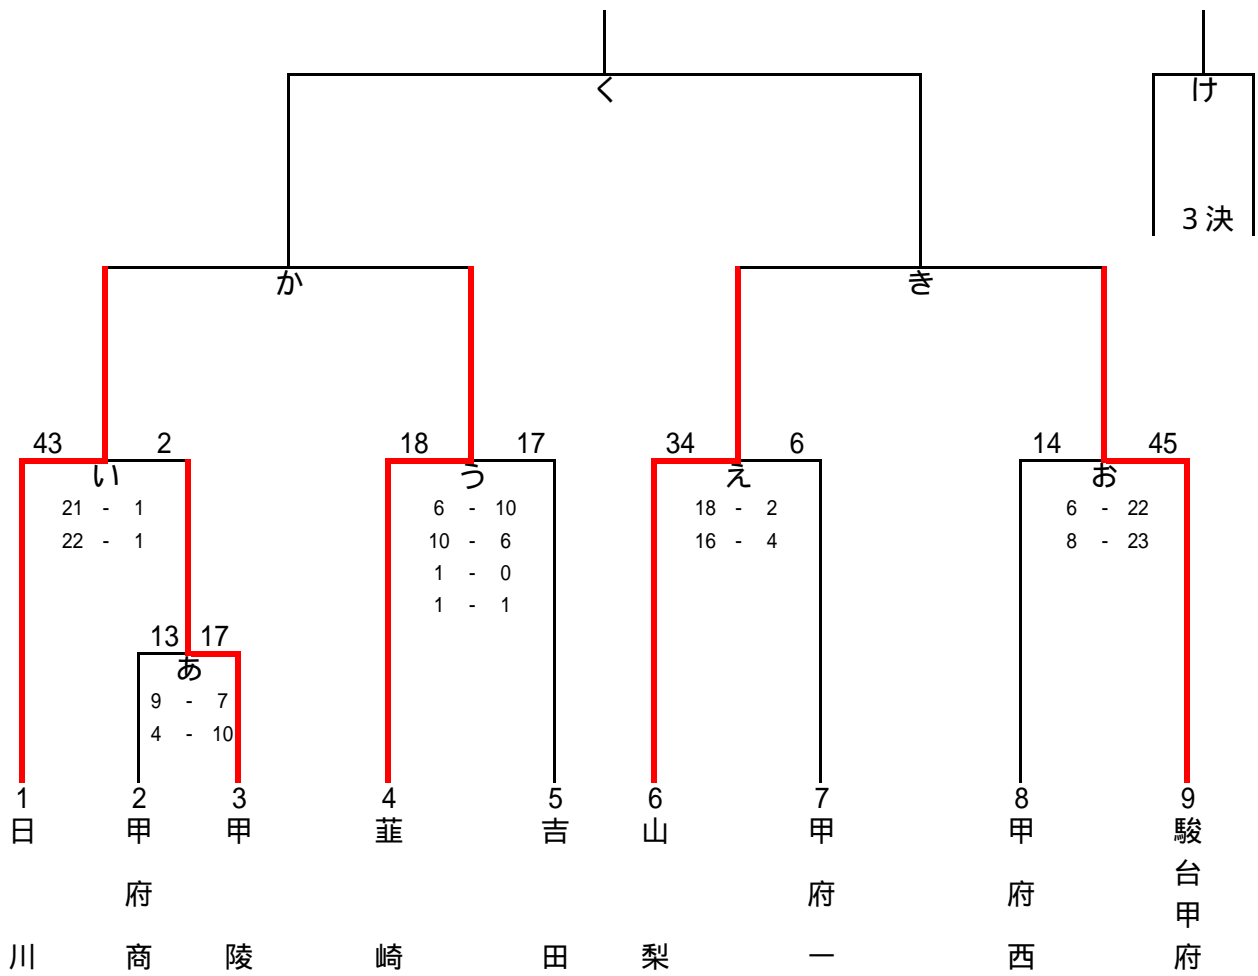 く
け
3決
か
き
43 2
18 17
34 6
14 45
い
う
え
お
21 - 1
22 - 1
6 - 10
10 - 6
1 - 0
1 - 1
18 - 2
16 - 4
6 - 22
8 - 23
13 17
あ
9 - 7
4 - 10
1
日川
2
甲府商
3
甲陵
4
韮崎
5
吉田
6
山梨
7
甲府一
8
甲府西
9
駿台甲府